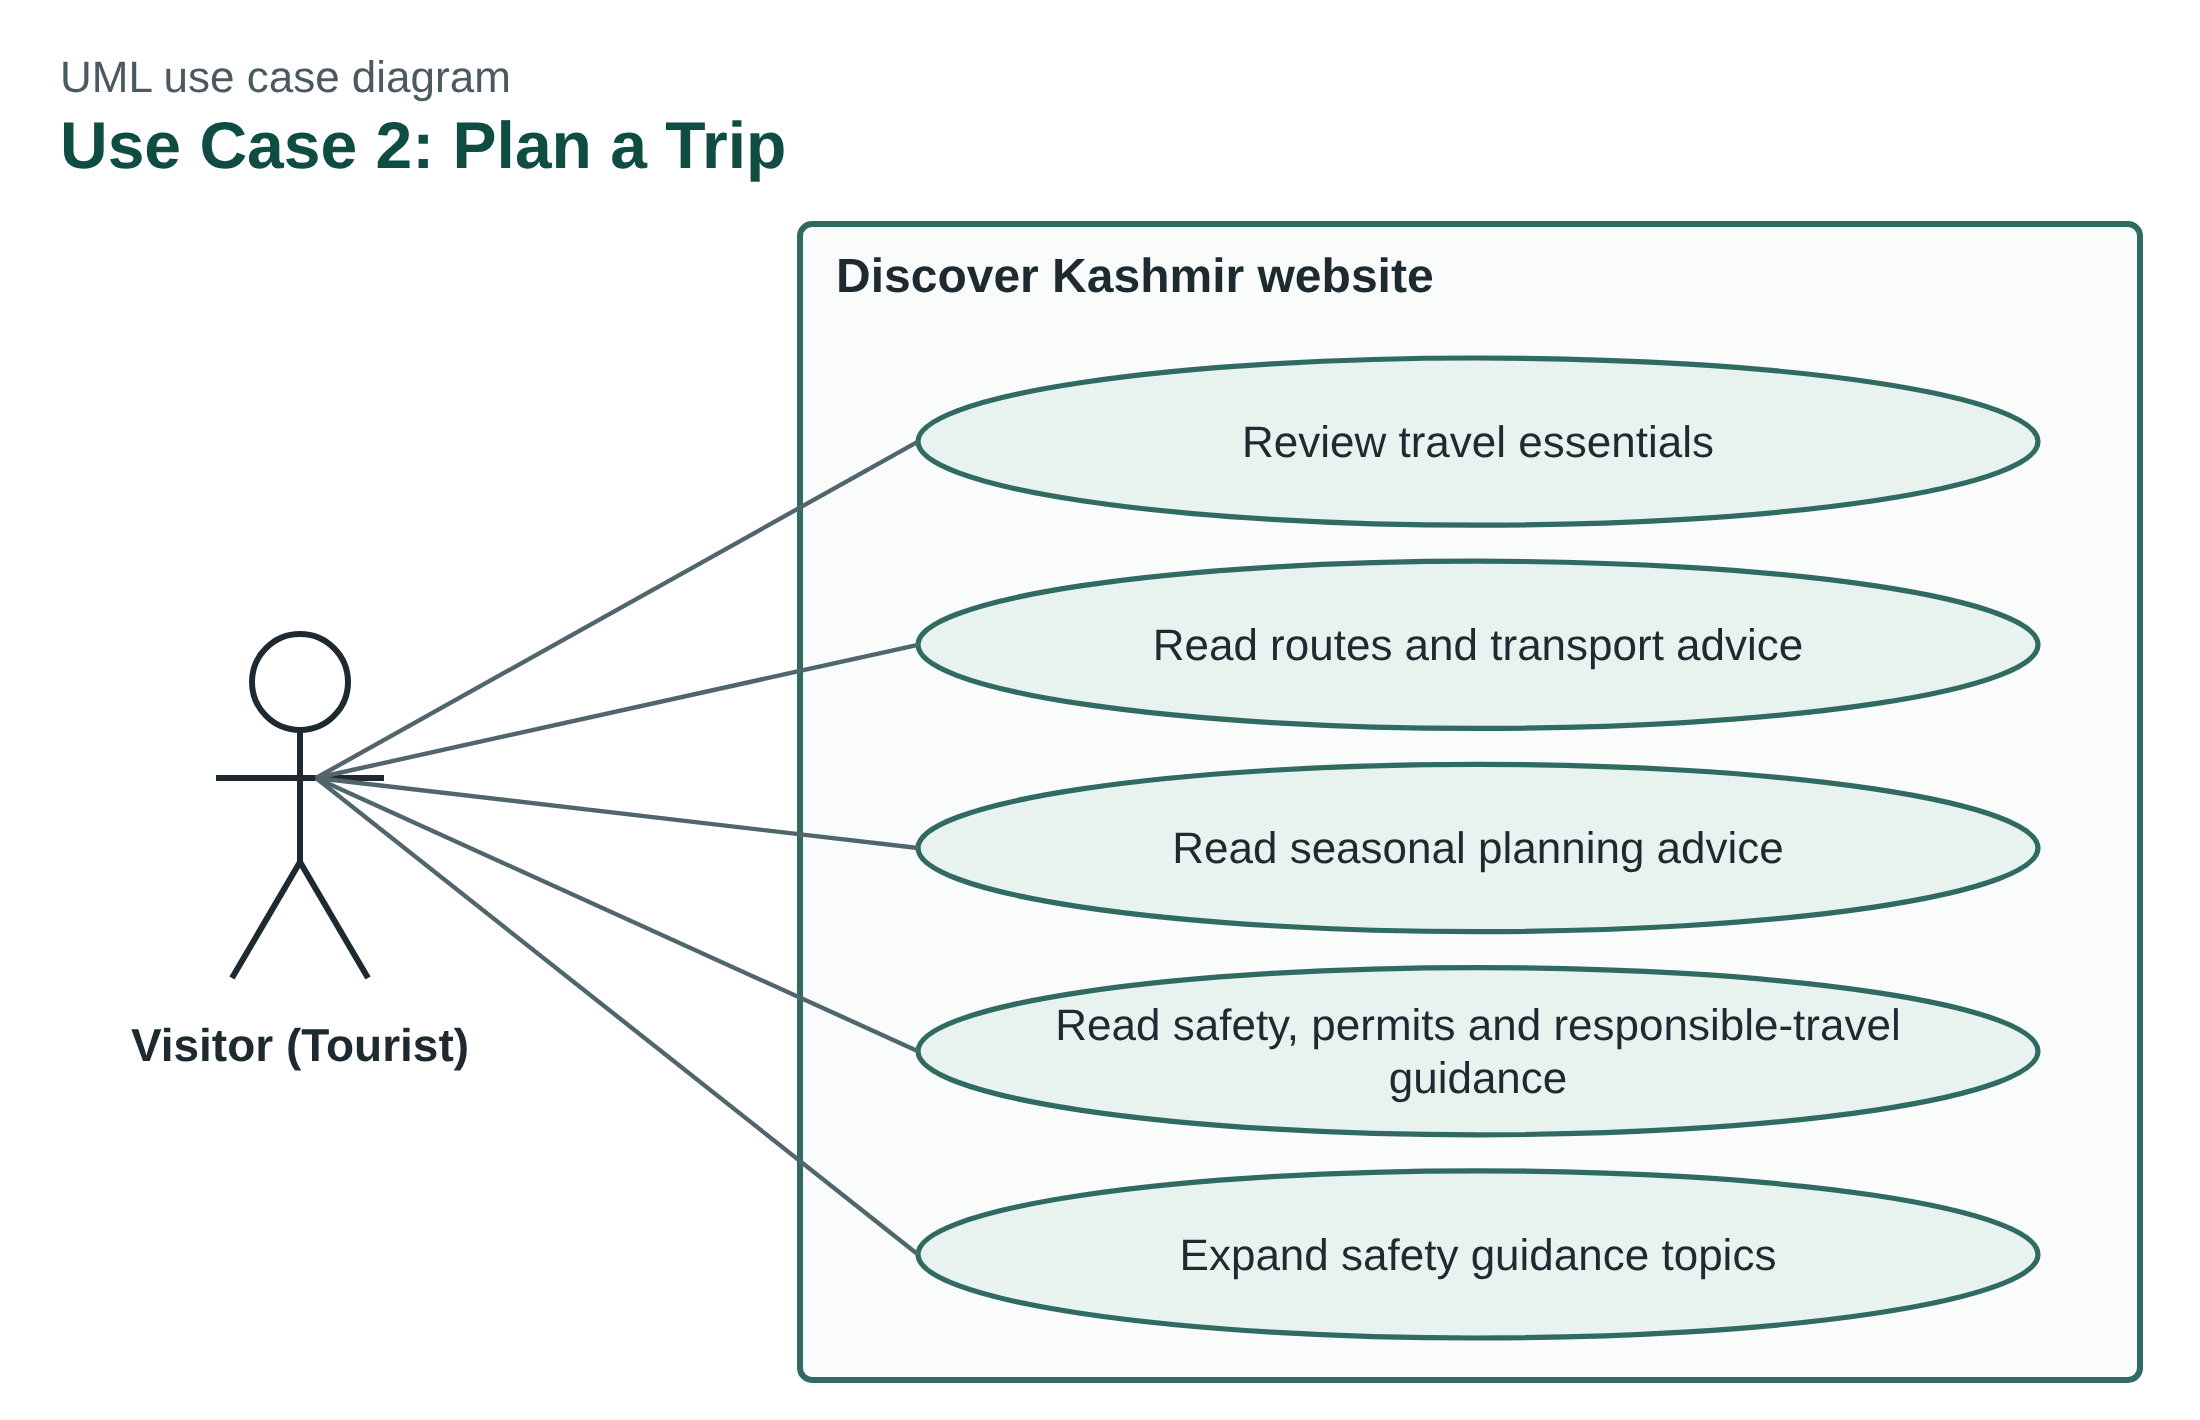 UML use case diagram
Use Case 2: Plan a Trip
Discover Kashmir website
Review travel essentials
Read routes and transport advice
Read seasonal planning advice
Read safety, permits and responsible-travel
guidance
Expand safety guidance topics
Visitor (Tourist)